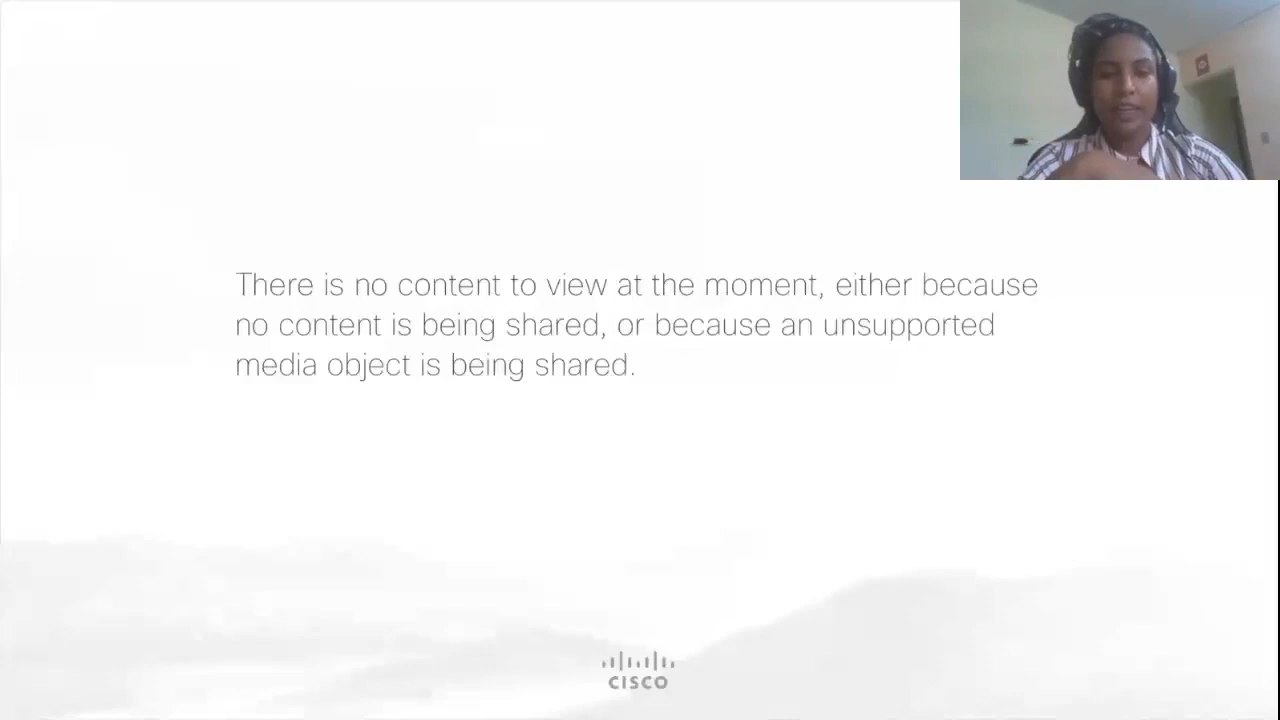 There is no content to view at the moment, either because
no content is being shared, or because an unsupported
media object is being shared.
CISCO